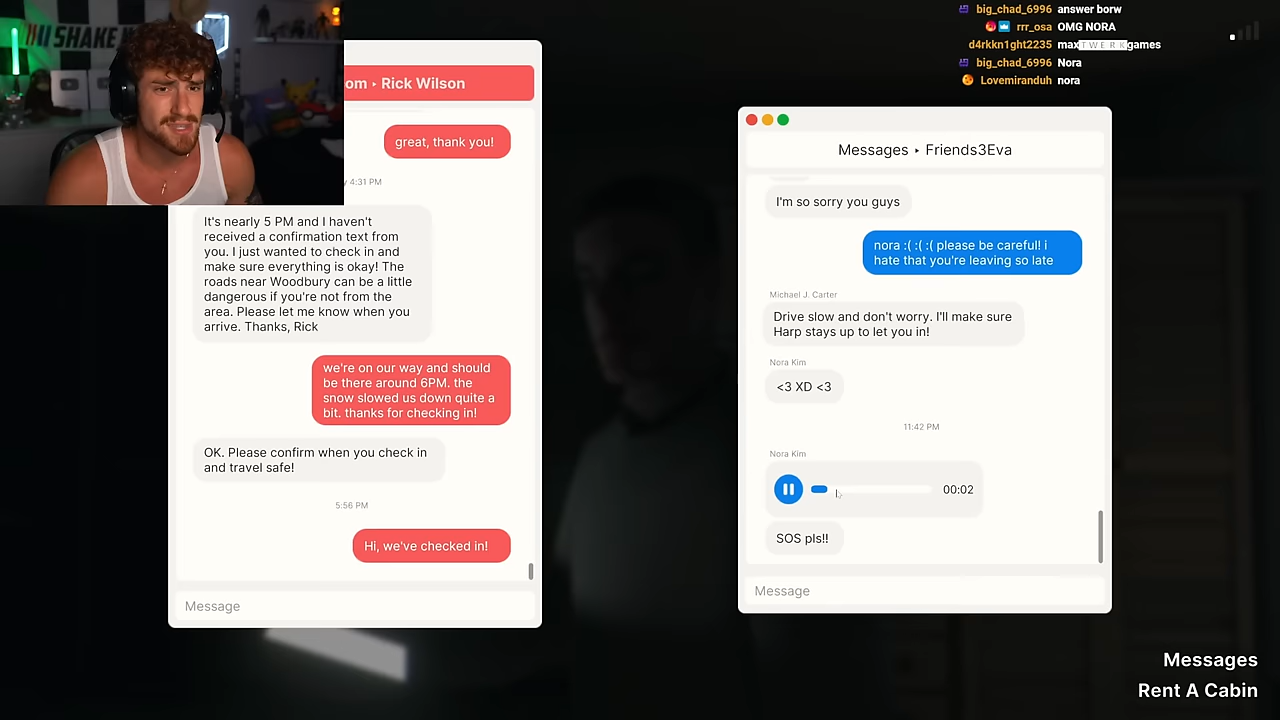 SHAKE
big_chad_6996 answer borw
rrr_osa OMG NORA
d4rkkn1ght2235 maxTWERKgames
big_chad_6996 Nora
Lovemiranduh nora
om ▸ Rick Wilson
great, thank you!
4:31 PM
It's nearly 5 PM and I haven't
received a confirmation text from
you. I just wanted to check in and
make sure everything is okay! The
roads near Woodbury can be a little
dangerous if you're not from the
area. Please let me know when you
arrive. Thanks, Rick
we're on our way and should
be there around 6PM. the
snow slowed us down quite a
bit. thanks for checking in!
OK. Please confirm when you check in
and travel safe!
5:56 PM
Hi, we've checked in!
Message
Messages ▸ Friends3Eva
I'm so sorry you guys
nora :( :( :( please be careful! i
hate that you're leaving so late
Michael J. Carter
Drive slow and don't worry. I'll make sure
Harp stays up to let you in!
Nora Kim
<3 XD <3
11:42 PM
Nora Kim
00:02
SOS pls!!
Message
Messages
Rent A Cabin